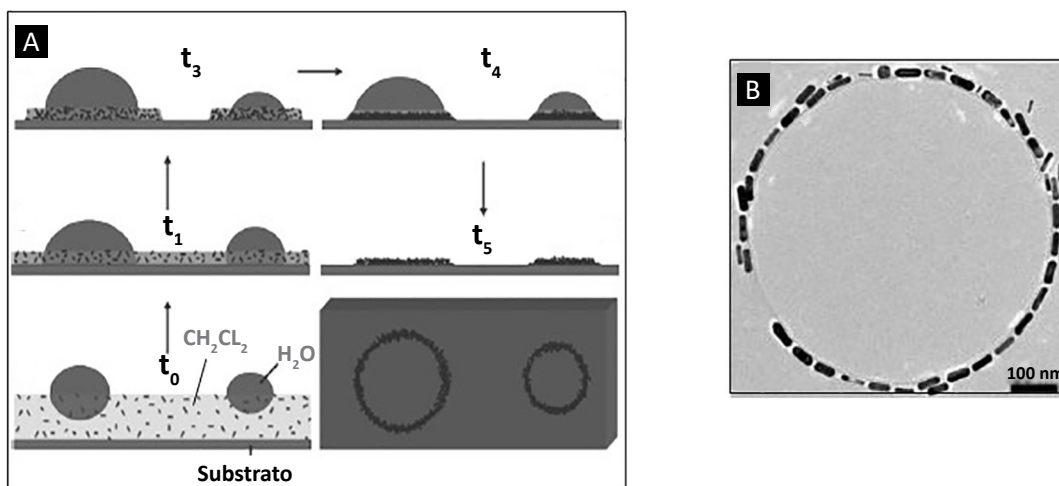 A
t₃
t₄
t₁
t₅
CH₂CL₂
H₂O
t₀
Substrato
B
100 nm